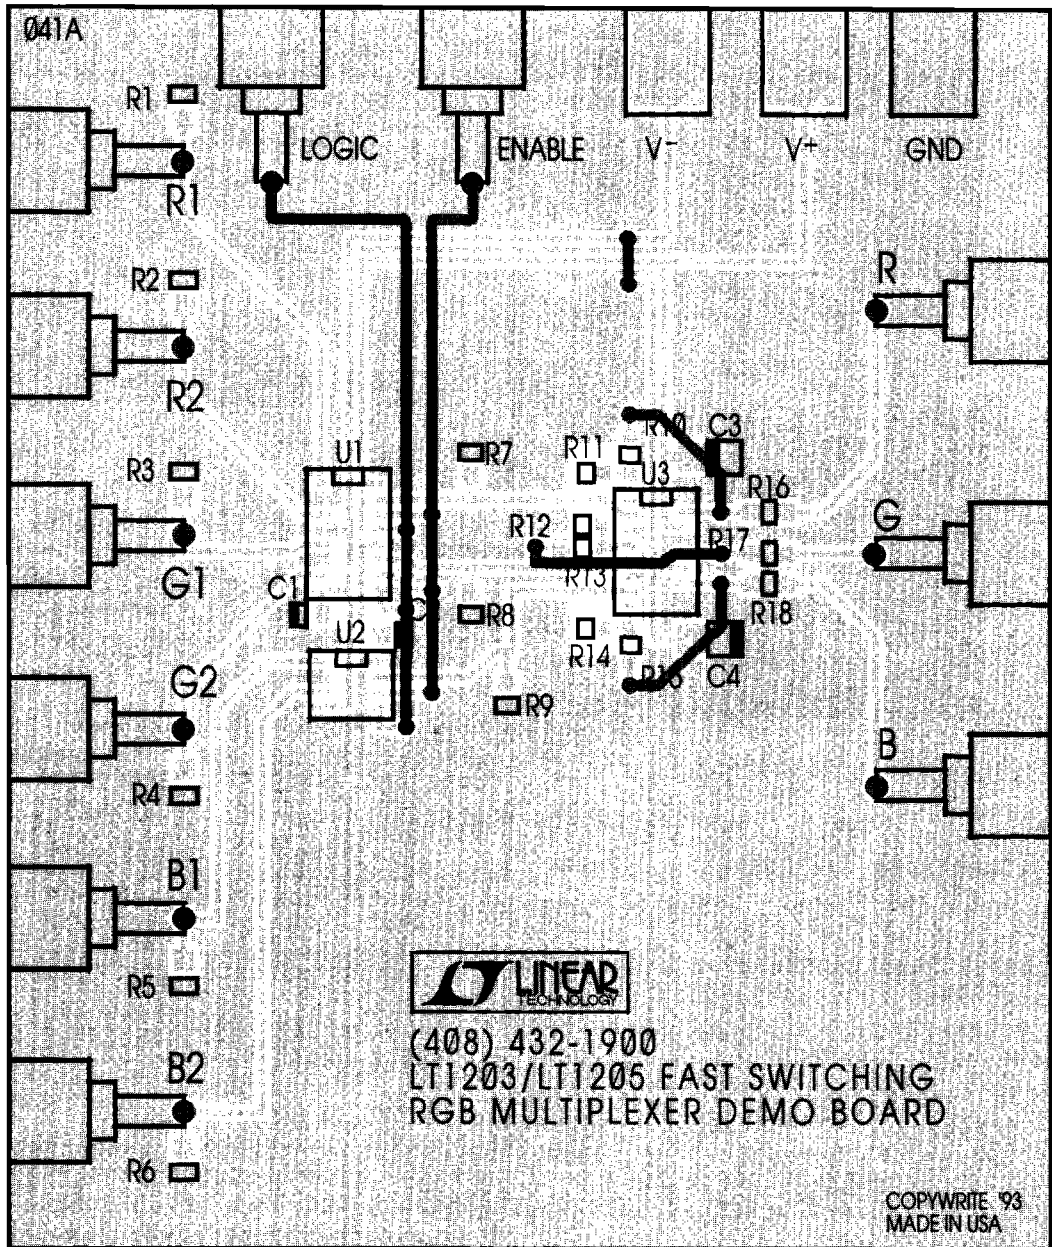 041A
R1
LOGIC
ENABLE
V-
V+
GND
R1
R2
R
R2
R10
C3
R11
U1
R7
R3
U3
R16
G
R12
R17
G1
R13
C1
R8
R18
U2
R14
G2
C4
R9
B
R4
B1
R5
LINEAR
TECHNOLOGY
(408) 432-1900
B2
LT1203/LT1205 FAST SWITCHING
RGB MULTIPLEXER DEMO BOARD
R6
COPYWRITE '93
MADE IN USA